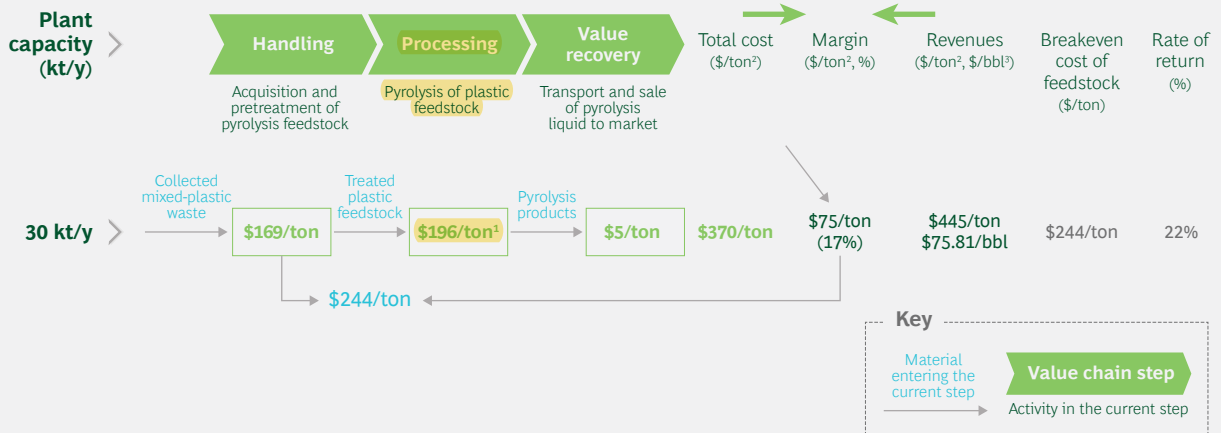 Plant
capacity
(kt/y)
Handling
Processing
Value
recovery
Total cost
($/ton²)
Margin
($/ton², %)
Revenues
($/ton², $/bbl³)
Breakeven
cost of
feedstock
($/ton)
Rate of
return
(%)
Acquisition and
pretreatment of
pyrolysis feedstock
Pyrolysis of plastic
feedstock
Transport and sale
of pyrolysis
liquid to market
Collected
mixed-plastic
waste
Treated
plastic
feedstock
Pyrolysis
products
30 kt/y
$169/ton
$196/ton¹
$5/ton
$370/ton
$75/ton
(17%)
$445/ton
$75.81/bbl
$244/ton
22%
$244/ton
Key
Material
entering the
current step
Value chain step
Activity in the current step